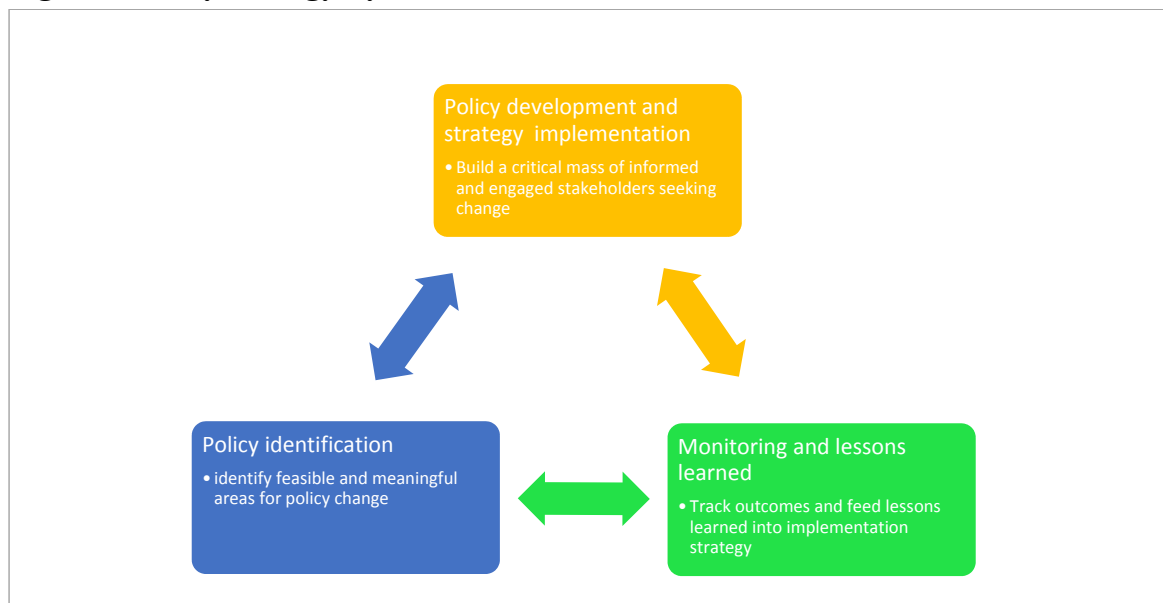 Policy development and
strategy  implementation
• Build a critical mass of informed
and engaged stakeholders seeking
change
Policy identification
• identify feasible and meaningful
areas for policy change
Monitoring and lessons
learned
• Track outcomes and feed lessons
learned into implementation
strategy